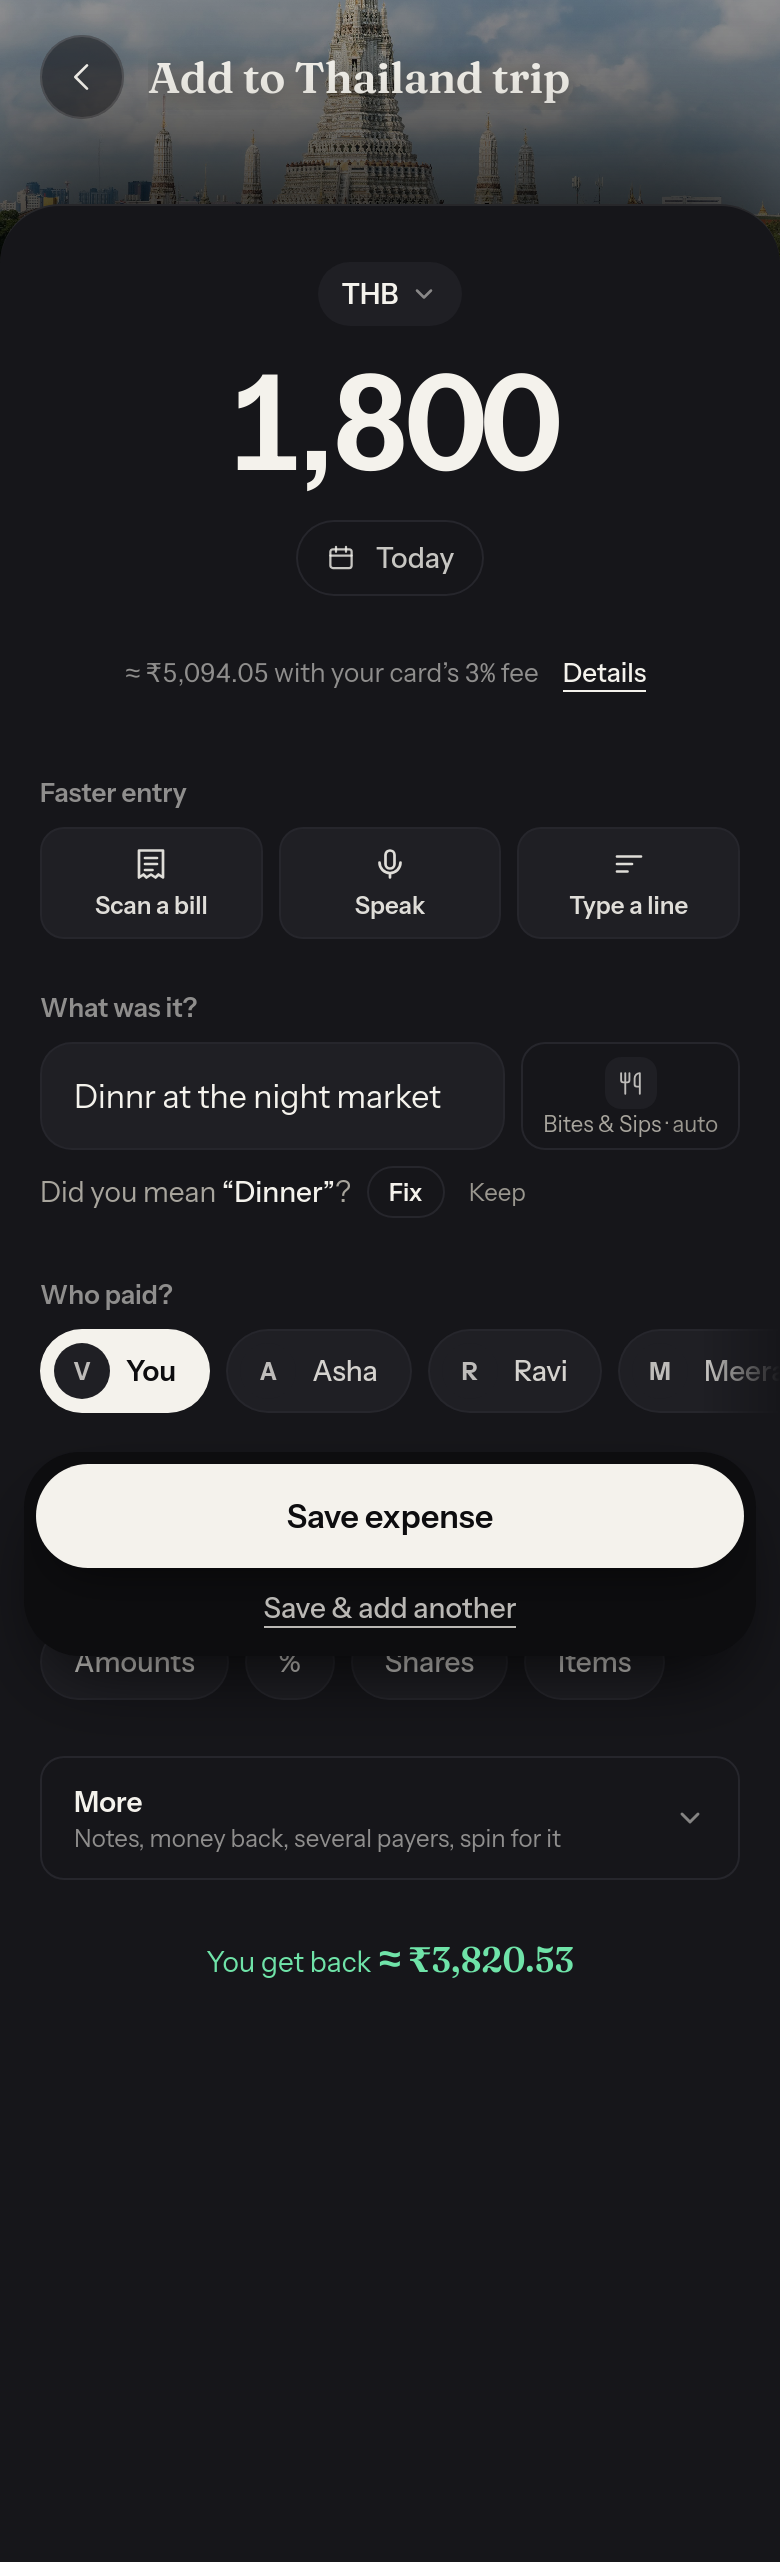 Add to Thailand trip
THB
1,800
Today
≈ ₹5,094.05 with your card’s 3% fee Details
Faster entry
Scan a bill Speak Type a line
What was it?
Dinnr at the night market
Bites & Sips · auto
Did you mean “Dinner”? Fix Keep
Who paid?
V You A Asha R Ravi M Meera
Save expense
Save & add another
Amounts % Shares Items
More
Notes, money back, several payers, spin for it
You get back ≈ ₹3,820.53